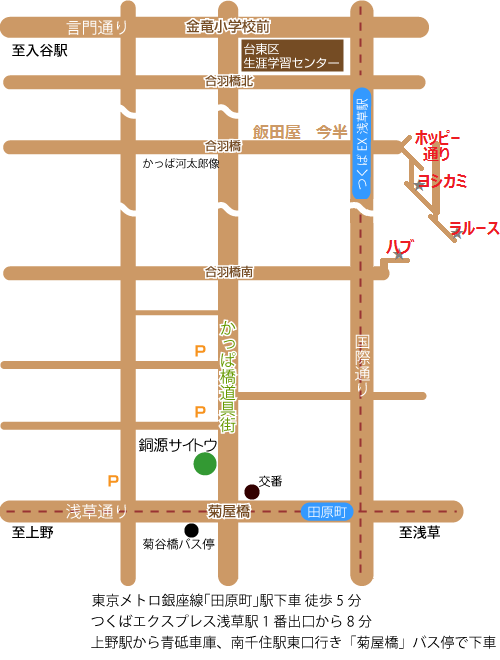 言門通り
金竜小学校前
至入谷駅
台東区
生涯学習センター
合羽橋北
つくばEX 浅草駅
飯田屋 今半
合羽橋
かっぱ河太郎像
ホッピー
通り
ヨシカミ
ラルース
ハブ
合羽橋南
かっぱ橋道具街
国際通り
P
P
銅源サイトウ
P
交番
浅草通り
菊屋橋
田原町
至上野
菊谷橋バス停
至浅草
東京メトロ銀座線「田原町」駅下車 徒歩5分
つくばエクスプレス浅草駅1番出口から8分
上野駅から青砥車庫、南千住駅東口行き「菊屋橋」バス停で下車